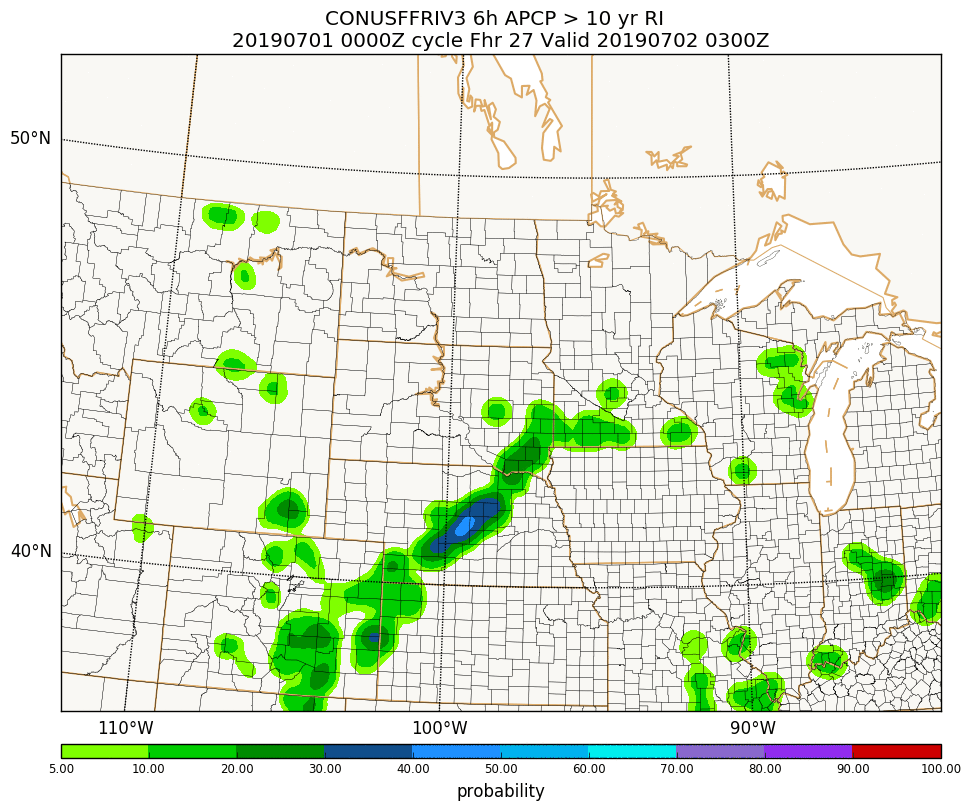 CONUSFFRIV3 6h APCP > 10 yr RI
20190701 0000Z cycle Fhr 27 Valid 20190702 0300Z
50°N
40°N
110°W 100°W 90°W
5.00 10.00 20.00 30.00 40.00 50.00 60.00 70.00 80.00 90.00 100.00
probability